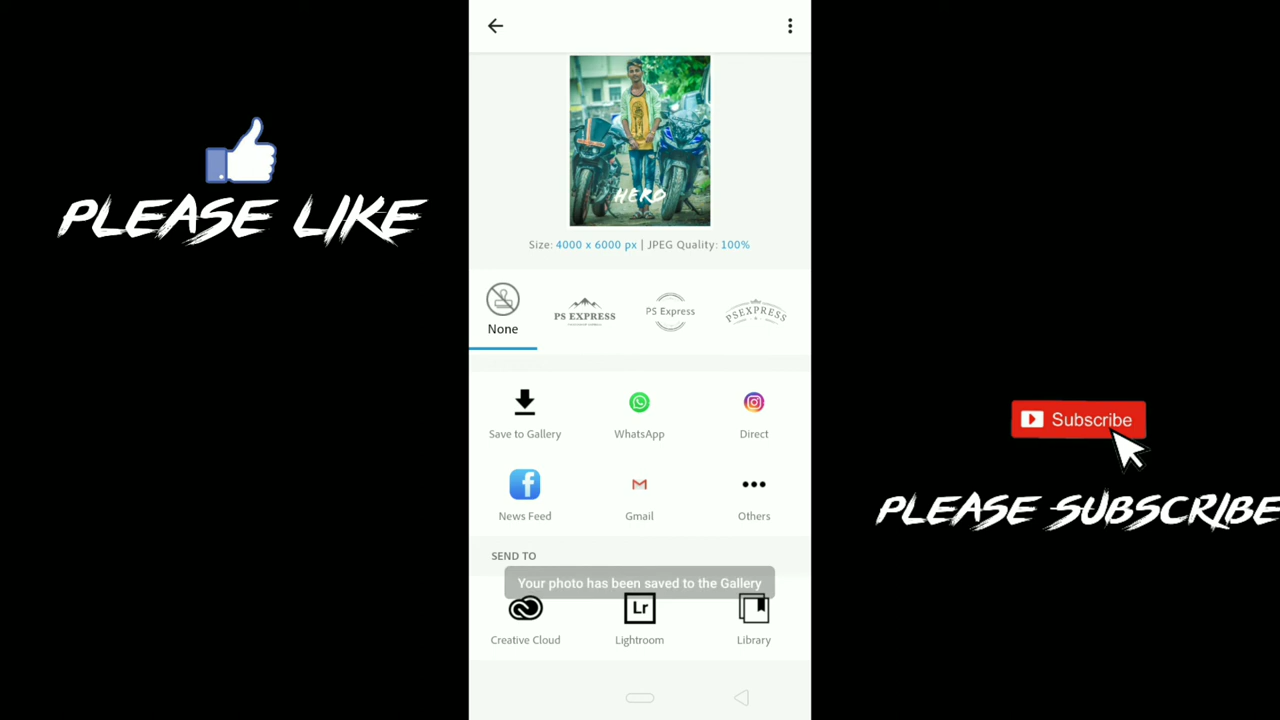 HERO
Size: 4000 x 6000 px | JPEG Quality: 100%
None
PS EXPRESS
PS Express
PSEXPRESS
PLEASE LIKE
Save to Gallery
WhatsApp
Direct
Subscribe
News Feed
Gmail
Others
PLEASE SUBSCRIBE
SEND TO
Your photo has been saved to the Gallery
Lr
Creative Cloud
Lightroom
Library